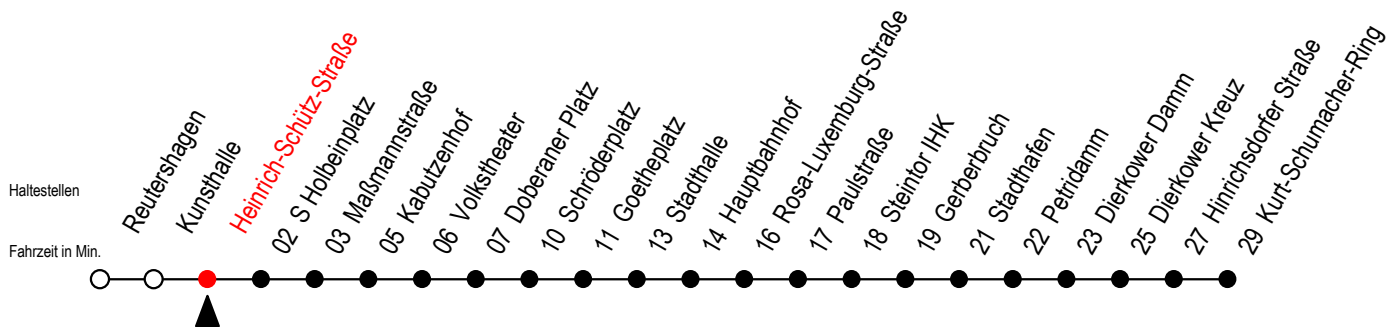 Haltestellen
Fahrzeit in Min.
Reutershagen
Kunsthalle
Heinrich-Schütz-Straße
02 S Holbeinplatz
03 Maßmannstraße
05 Kabutzenhof
06 Volkstheater
07 Doberaner Platz
10 Schröderplatz
11 Goetheplatz
13 Stadthalle
14 Hauptbahnhof
16 Rosa-Luxemburg-Straße
17 Paulstraße
18 Steintor IHK
19 Gerberbruch
21 Stadthafen
22 Petridamm
23 Dierkower Damm
25 Dierkower Kreuz
27 Hinrichsdorfer Straße
29 Kurt-Schumacher-Ring